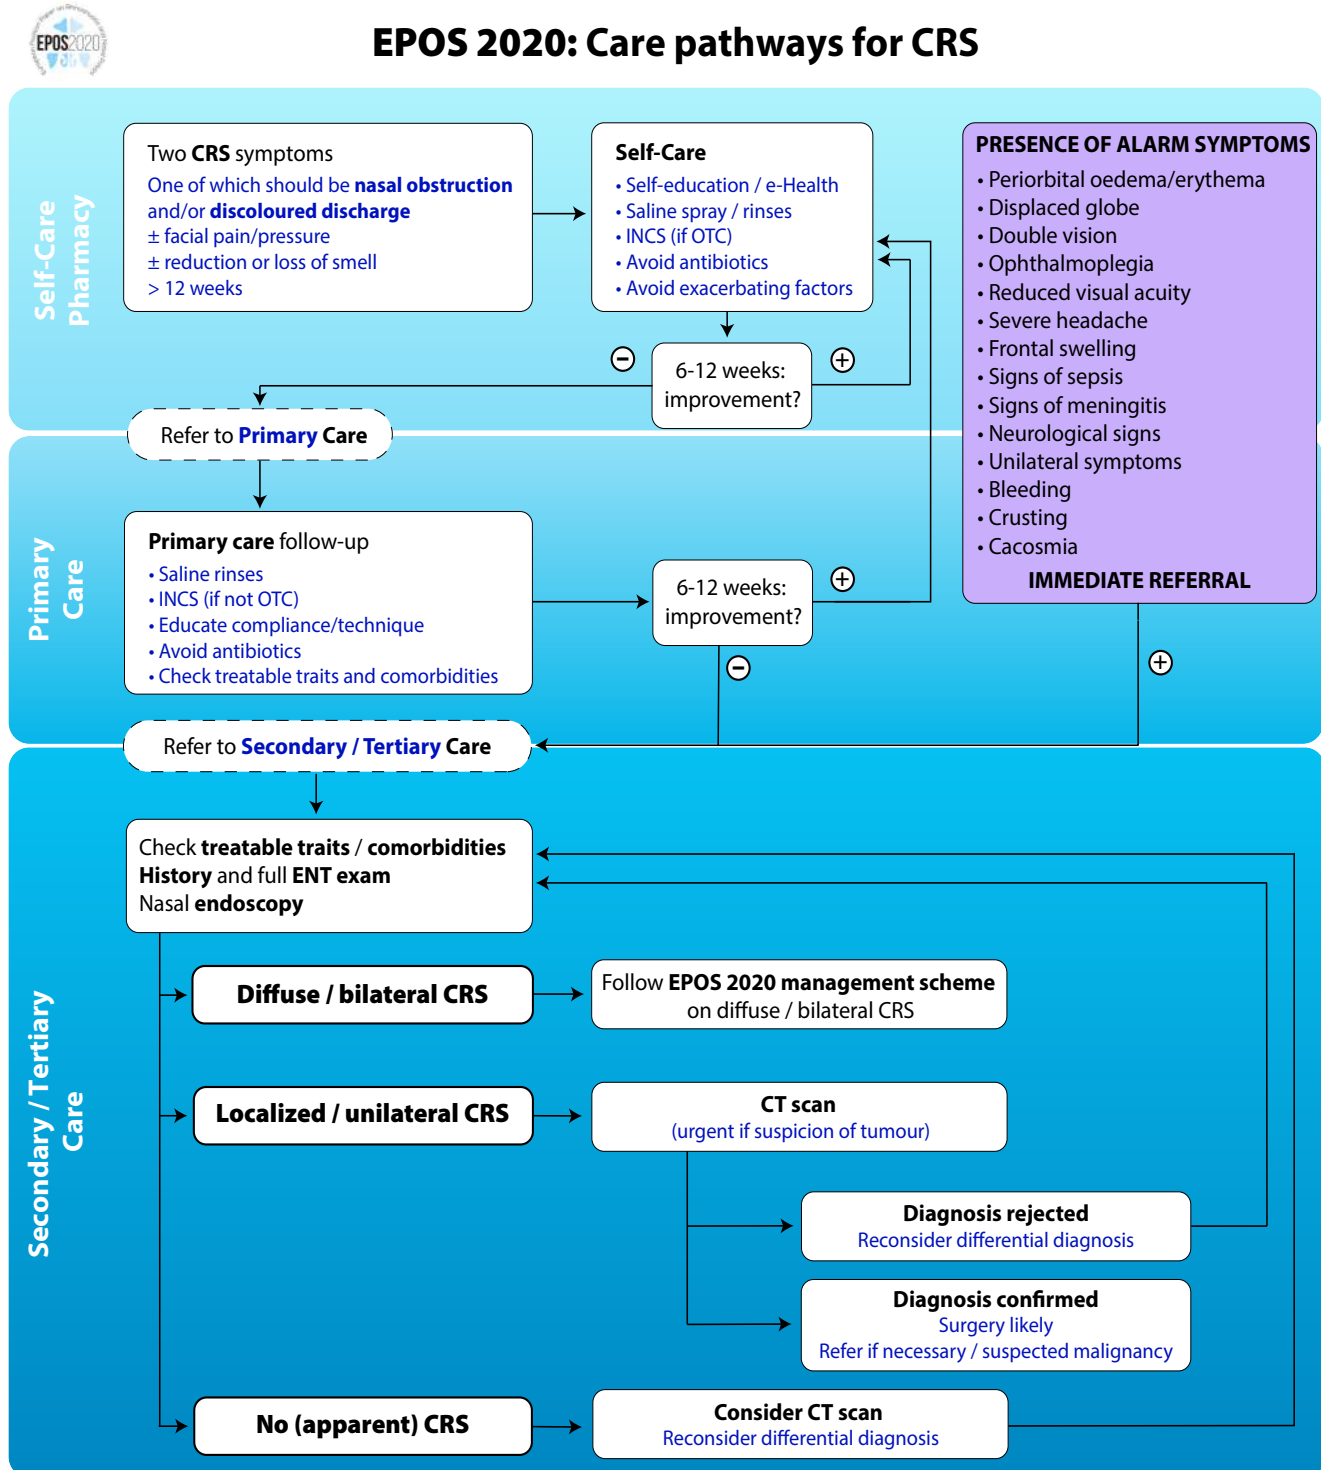 EPOS2020
EPOS 2020: Care pathways for CRS
Self-Care
Pharmacy
Two CRS symptoms
One of which should be nasal obstruction
and/or discoloured discharge
± facial pain/pressure
± reduction or loss of smell
> 12 weeks
Self-Care
• Self-education / e-Health
• Saline spray / rinses
• INCS (if OTC)
• Avoid antibiotics
• Avoid exacerbating factors
PRESENCE OF ALARM SYMPTOMS
• Periorbital oedema/erythema
• Displaced globe
• Double vision
• Ophthalmoplegia
• Reduced visual acuity
• Severe headache
• Frontal swelling
• Signs of sepsis
• Signs of meningitis
• Neurological signs
• Unilateral symptoms
• Bleeding
• Crusting
• Cacosmia
IMMEDIATE REFERRAL
−
6-12 weeks:
improvement?
+
Refer to Primary Care
Primary
Care
Primary care follow-up
• Saline rinses
• INCS (if not OTC)
• Educate compliance/technique
• Avoid antibiotics
• Check treatable traits and comorbidities
6-12 weeks:
improvement?
+
−
+
Refer to Secondary / Tertiary Care
Secondary / Tertiary
Care
Check treatable traits / comorbidities
History and full ENT exam
Nasal endoscopy
Diffuse / bilateral CRS
Follow EPOS 2020 management scheme
on diffuse / bilateral CRS
Localized / unilateral CRS
CT scan
(urgent if suspicion of tumour)
Diagnosis rejected
Reconsider differential diagnosis
Diagnosis confirmed
Surgery likely
Refer if necessary / suspected malignancy
No (apparent) CRS
Consider CT scan
Reconsider differential diagnosis